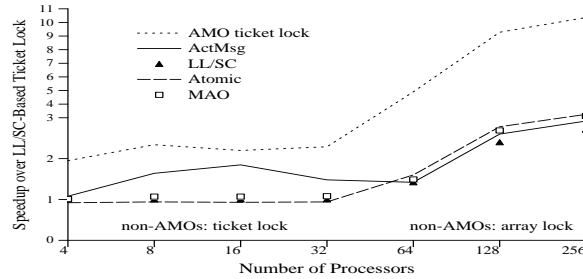 Speedup over LL/SC-Based Ticket Lock
11
10
9
8
7
6
5
4
3
2
1
0
AMO ticket lock
ActMsg
LL/SC
Atomic
MAO
non-AMOs: ticket lock
non-AMOs: array lock
4 8 16 32 64 128 256
Number of Processors